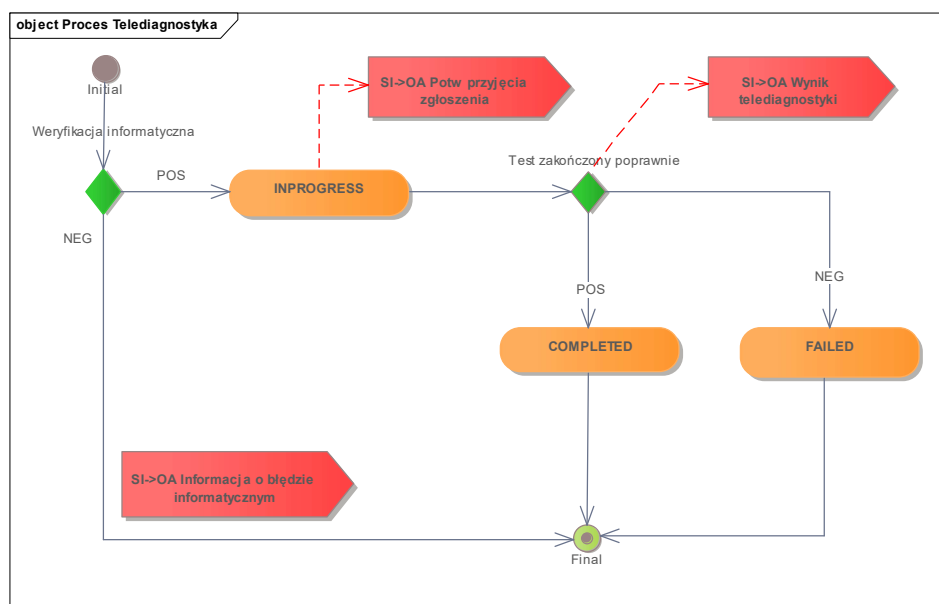 object Proces Telediagnostyka
Initial
SI->OA Potw przyjęcia
zgłoszenia
SI->OA Wynik
telediagnostyki
Weryfikacja informatyczna
Test zakończony poprawnie
POS
INPROGRESS
NEG
POS
NEG
COMPLETED
FAILED
SI->OA Informacja o błędzie
informatycznym
Final